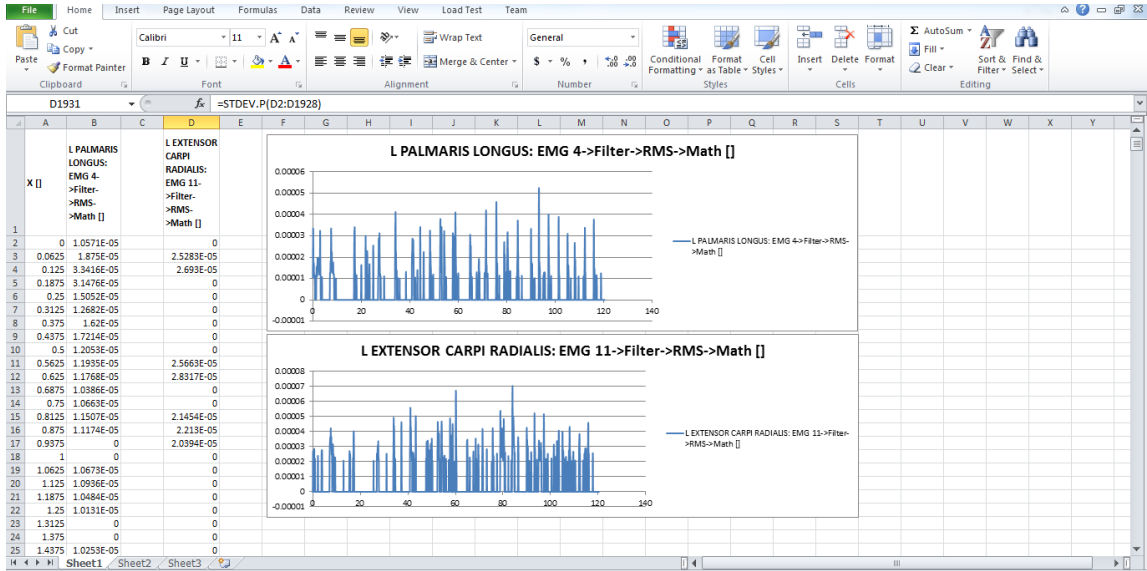 File Home Insert Page Layout Formulas Data Review View Load Test Team
Cut
Copy
Format Painter
Paste
Clipboard
Calibri 11 A A
B I U A
Font
Wrap Text
Merge & Center
Alignment
General
$ % , .0 .00 .00 .0
Number
Conditional Formatting
Format as Table
Cell Styles
Styles
Insert Delete Format
Cells
Σ AutoSum
Fill
Clear
Sort & Filter
Find & Select
Editing
D1931 fx =STDEV.P(D2:D1928)
A B C D E F G H I J K L M N O P Q R S T U V W X Y
1 X [] L PALMARIS LONGUS: EMG 4->Filter->RMS->Math [] L EXTENSOR CARPI RADIALIS: EMG 11->Filter->RMS->Math []
2 0 1.0571E-05 0
3 0.0625 1.875E-05 2.5283E-05
4 0.125 3.3416E-05 2.693E-05
5 0.1875 3.1476E-05 0
6 0.25 1.5052E-05 0
7 0.3125 1.2682E-05 0
8 0.375 1.62E-05 0
9 0.4375 1.7214E-05 0
10 0.5 1.2053E-05 0
11 0.5625 1.1935E-05 2.5663E-05
12 0.625 1.1768E-05 2.8317E-05
13 0.6875 1.0386E-05 0
14 0.75 1.0663E-05 0
15 0.8125 1.1507E-05 2.1454E-05
16 0.875 1.1174E-05 2.213E-05
17 0.9375 0 2.0394E-05
18 1 0 0
19 1.0625 1.0673E-05 0
20 1.125 1.0936E-05 0
21 1.1875 1.0484E-05 0
22 1.25 1.0131E-05 0
23 1.3125 0 0
24 1.375 0 0
25 1.4375 1.0253E-05 0
L PALMARIS LONGUS: EMG 4->Filter->RMS->Math []
0.00006
0.00005
0.00004
0.00003
0.00002
0.00001
0
-0.00001
0 20 40 60 80 100 120 140
L PALMARIS LONGUS: EMG 4->Filter->RMS-
>Math []
L EXTENSOR CARPI RADIALIS: EMG 11->Filter->RMS->Math []
0.00008
0.00007
0.00006
0.00005
0.00004
0.00003
0.00002
0.00001
0
-0.00001
0 20 40 60 80 100 120 140
L EXTENSOR CARPI RADIALIS: EMG 11->Filter-
>RMS->Math []
Sheet1 Sheet2 Sheet3